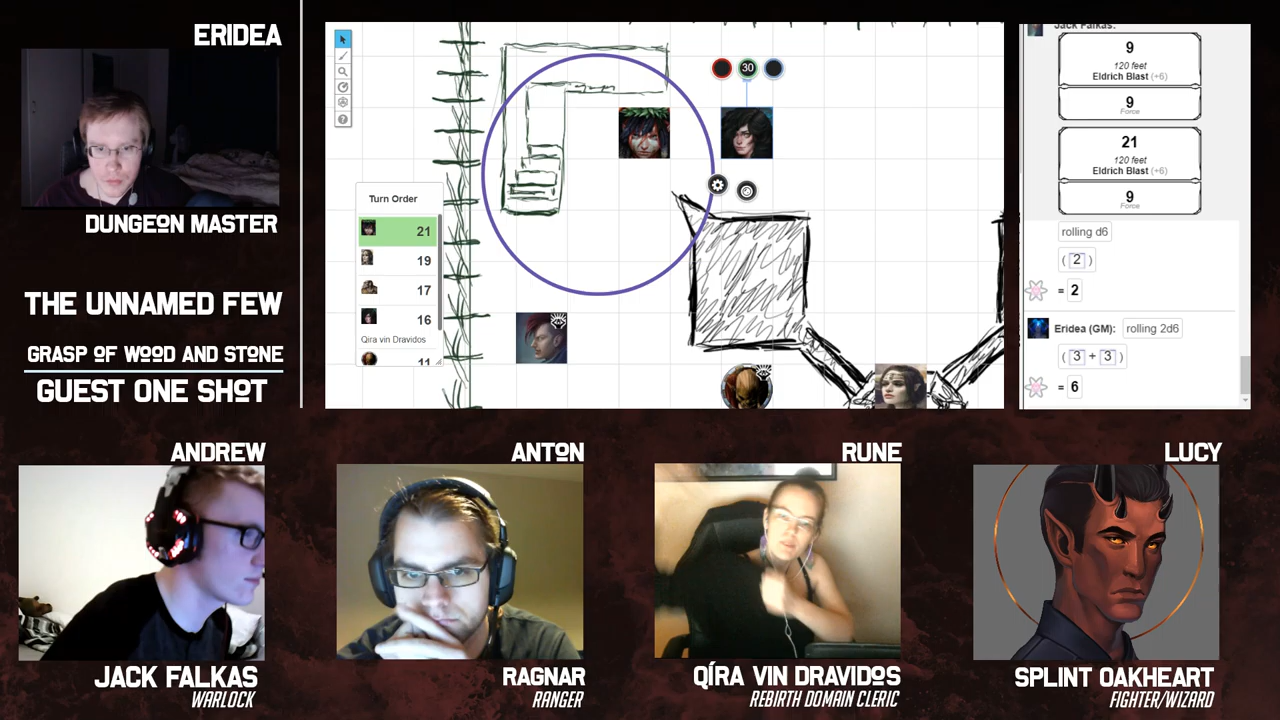 ERIDEA
DUNGEON MASTER
THE UNNAMED FEW
GRASP OF WOOD AND STONE
GUEST ONE SHOT
Turn Order
21
19
17
16
Qira vin Dravidos
11
30
Jack Falkas:
9
120 feet
Eldrich Blast (+6)
9
Force
21
120 feet
Eldrich Blast (+6)
9
Force
rolling d6
( 2 )
= 2
Eridea (GM): rolling 2d6
( 3 + 3 )
= 6
ANDREW
JACK FALKAS
WARLOCK
ANTON
RAGNAR
RANGER
RUNE
QÍRA VIN DRAVIDOS
REBIRTH DOMAIN CLERIC
LUCY
SPLINT OAKHEART
FIGHTER/WIZARD